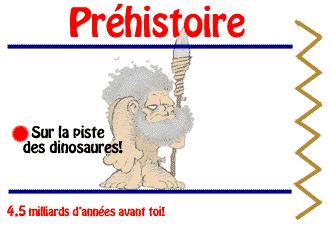 Préhistoire
Sur la piste
des dinosaures!
4,5 milliards d'années avant toi!